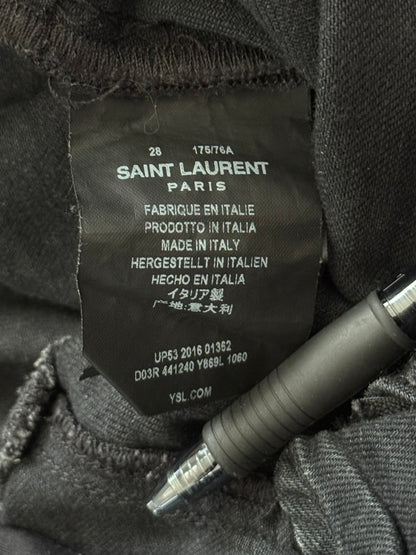 28 175/76A
SAINT LAURENT
PARIS
FABRIQUE EN ITALIE
PRODOTTO IN ITALIA
MADE IN ITALY
HERGESTELLT IN ITALIEN
HECHO EN ITALIA
イタリア製
产地:意大利
UP53 2016 01362
D03R 441240 Y869L 1060
YSL.COM